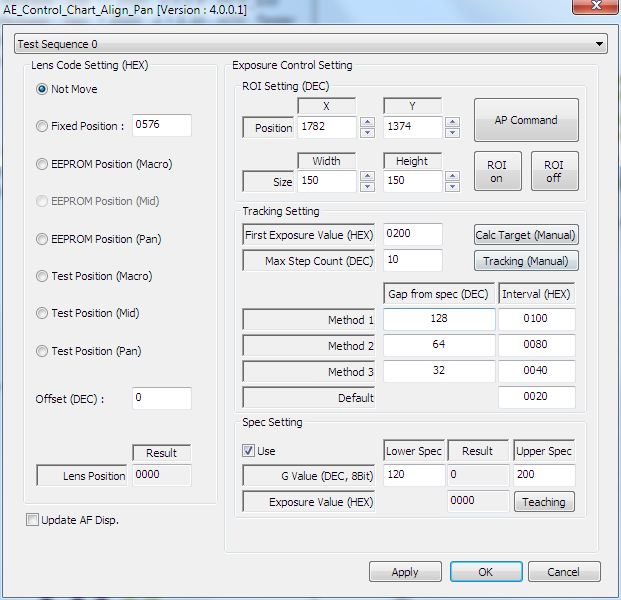 AE_Control_Chart_Align_Pan [Version : 4.0.0.1]
Test Sequence 0
Lens Code Setting (HEX)
Not Move
Fixed Position : 0576
EEPROM Position (Macro)
EEPROM Position (Mid)
EEPROM Position (Pan)
Test Position (Macro)
Test Position (Mid)
Test Position (Pan)
Offset (DEC) : 0
Result
Lens Position 0000
Update AF Disp.
Exposure Control Setting
ROI Setting (DEC)
X Y
Position 1782 1374
AP Command
Width Height
Size 150 150
ROI on
ROI off
Tracking Setting
First Exposure Value (HEX) 0200 Calc Target (Manual)
Max Step Count (DEC) 10 Tracking (Manual)
Gap from spec (DEC) Interval (HEX)
Method 1 128 0100
Method 2 64 0080
Method 3 32 0040
Default 0020
Spec Setting
Use Lower Spec Result Upper Spec
G Value (DEC, 8Bit) 120 0 200
Exposure Value (HEX) 0000 Teaching
Apply OK Cancel